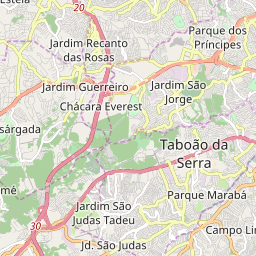 Estela
20
Parque dos
Príncipes
Jardim Recanto
das Rosas
Jardim Guerreiro
Jardim São
Jorge
Chácara Everest
sárgada
Taboão da
Serra
mé
Parque Marabá
Jardim São
Judas Tadeu
30
Campo Lim
Jd. São Judas